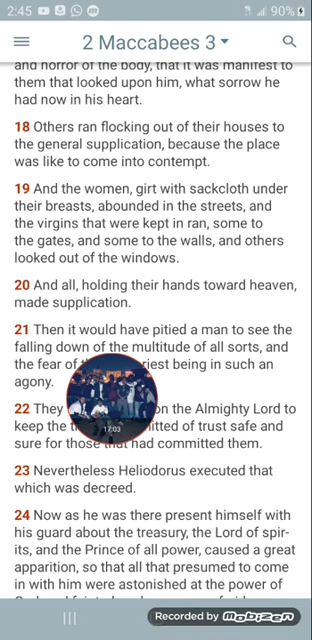 2:45
90%
2 Maccabees 3
and horror of the body, that it was manifest to
them that looked upon him, what sorrow he
had now in his heart.
18 Others ran flocking out of their houses to
the general supplication, because the place
was like to come into contempt.
19 And the women, girt with sackcloth under
their breasts, abounded in the streets, and
the virgins that were kept in ran, some to
the gates, and some to the walls, and others
looked out of the windows.
20 And all, holding their hands toward heaven,
made supplication.
21 Then it would have pitied a man to see the
falling down of the multitude of all sorts, and
the fear of being in such an
agony.
22 They on the Almighty Lord to
keep the of trust safe and
sure for those that had committed them.
17:03
23 Nevertheless Heliodorus executed that
which was decreed.
24 Now as he was there present himself with
his guard about the treasury, the Lord of spir-
its, and the Prince of all power, caused a great
apparition, so that all that presumed to come
in with him were astonished at the power of
Recorded by Mobizen